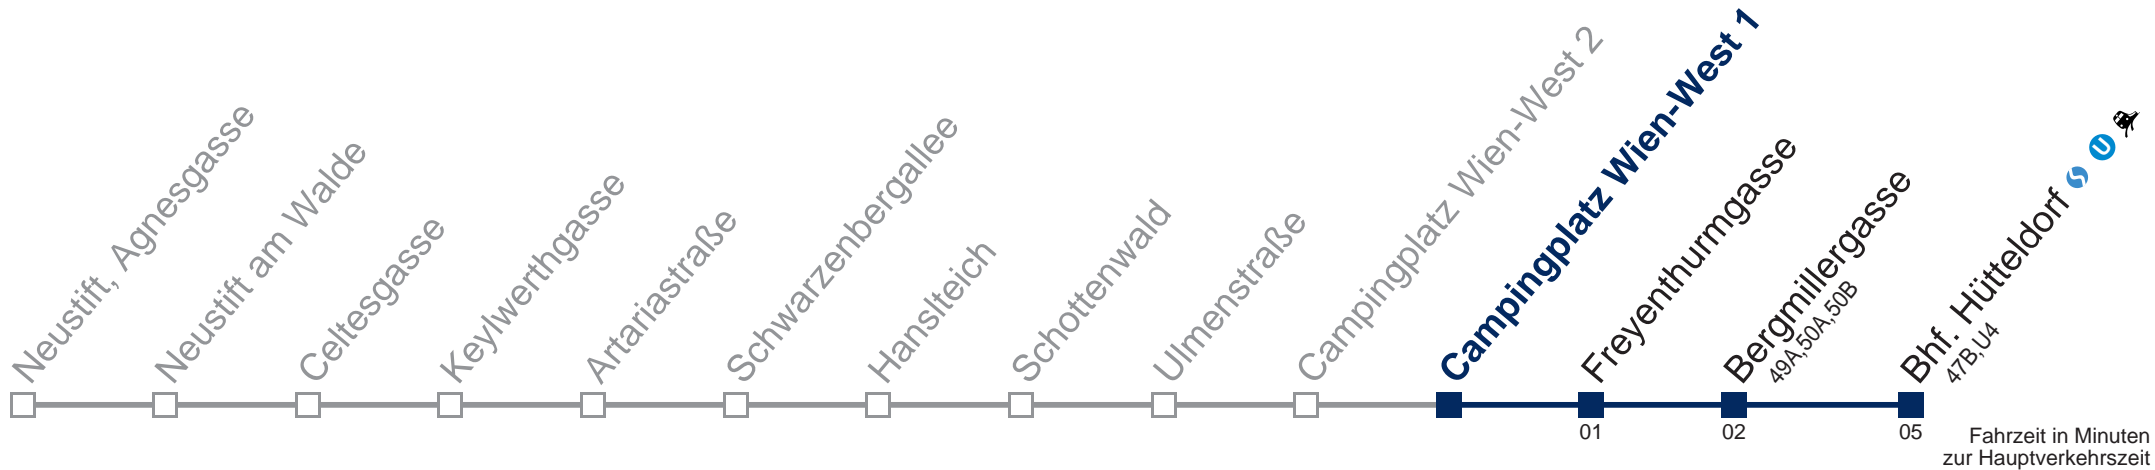 Neustift, Agnesgasse
Neustift am Walde
Celtesgasse
Keylwerthgasse
Artariastraße
Schwarzenbergallee
Hanslteich
Schottenwald
Ulmenstraße
Campingplatz Wien-West 2
Campingplatz Wien-West 1
Freyenthurmgasse
Bergmillergasse
49A,50A,50B
Bhf. Hütteldorf S U
47B,U4
01
02
05
Fahrzeit in Minuten
zur Hauptverkehrszeit